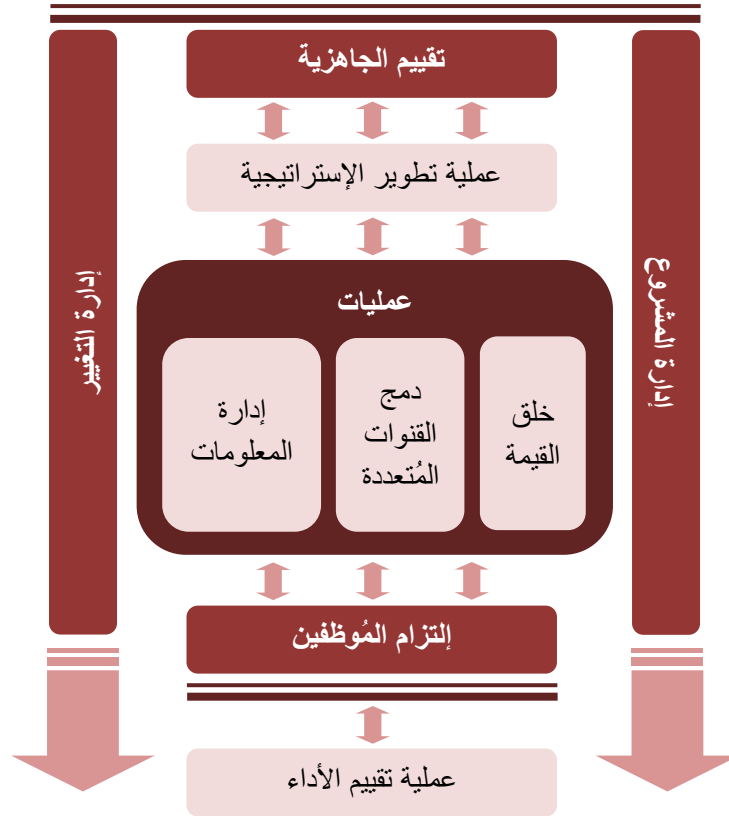 تقييم الجاهزية
عملية تطوير الإستراتيجية
إدارة المشروع
إدارة التغيير
عمليات
خلق
القيمة
دمج
القنوات
المُتعددة
إدارة
المعلومات
إلتزام المُوظفين
عملية تقييم الأداء